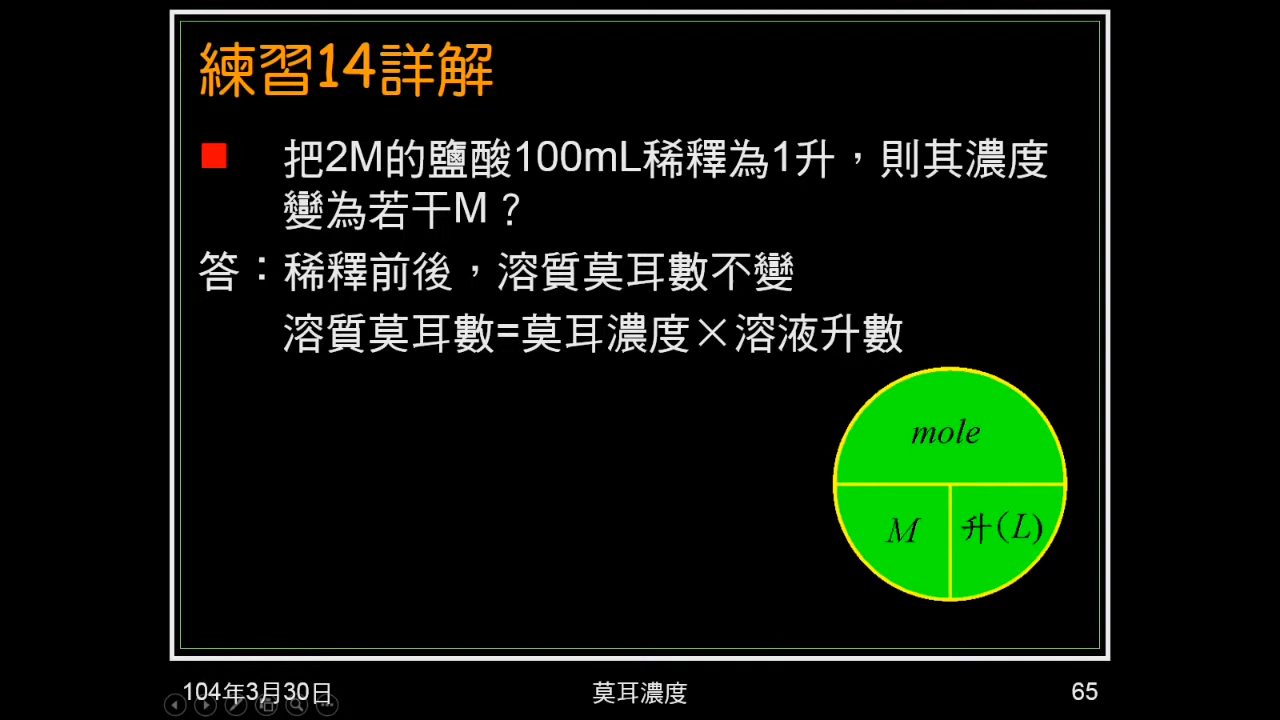 練習14詳解
把2M的鹽酸100mL稀釋為1升,則其濃度
變為若干M?
答:稀釋前後,溶質莫耳數不變
溶質莫耳數=莫耳濃度×溶液升數
mole
M
升(L)
104年3月30日
莫耳濃度
65